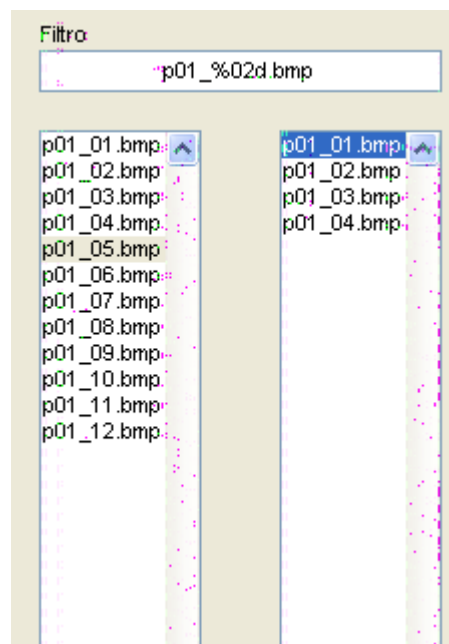 Filtro
p01_%02d.bmp
p01_01.bmp
p01_02.bmp
p01_03.bmp
p01_04.bmp
p01_05.bmp
p01_06.bmp
p01_07.bmp
p01_08.bmp
p01_09.bmp
p01_10.bmp
p01_11.bmp
p01_12.bmp
p01_01.bmp
p01_02.bmp
p01_03.bmp
p01_04.bmp